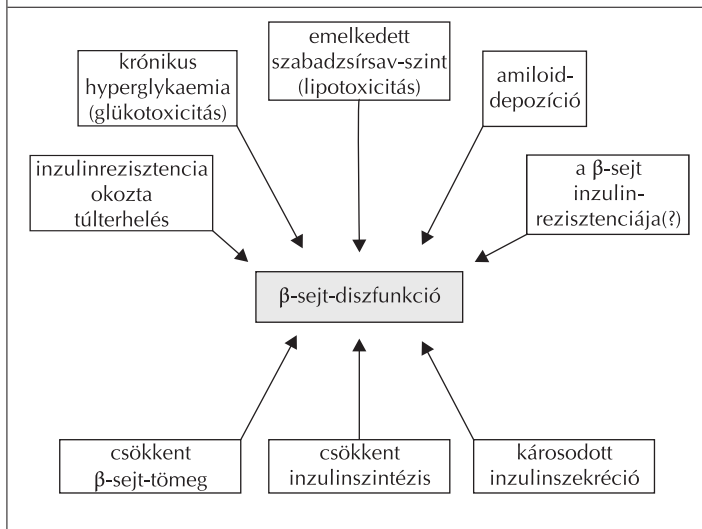 krónikus
hyperglykaemia
(glükotoxicitás)
emelkedett
szabadzsírsav-szint
(lipotoxicitás)
amiloid-
depozíció
inzulinrezisztencia
okozta
túlterhelés
a β-sejt
inzulin-
rezisztenciája(?)
β-sejt-diszfunkció
csökkent
β-sejt-tömeg
csökkent
inzulinszintézis
károsodott
inzulinszekréció